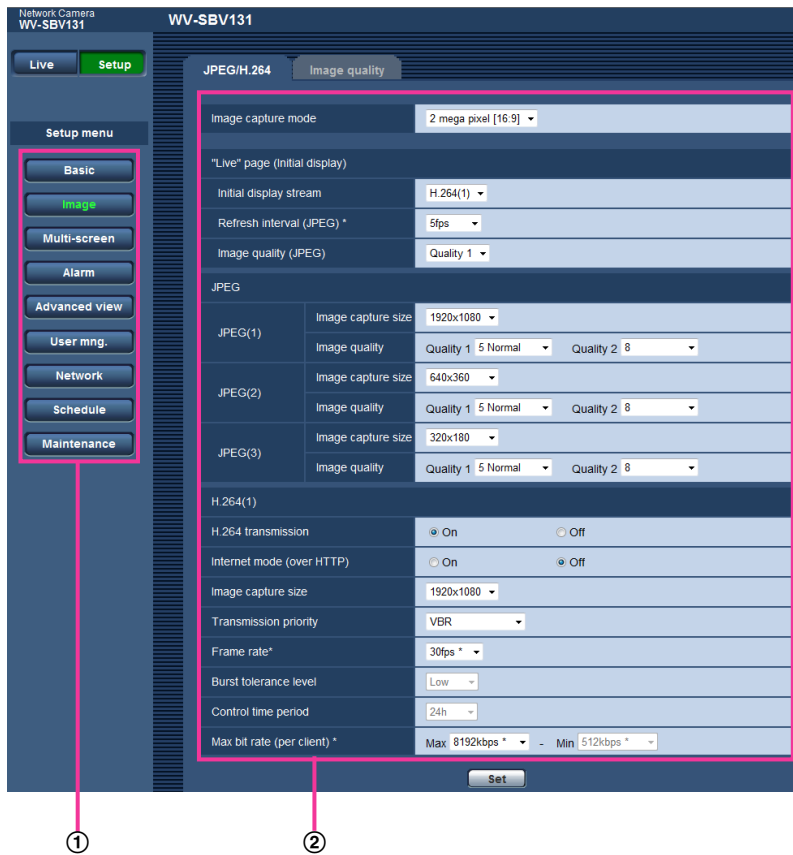 Network Camera
WV-SBV131
WV-SBV131
Live Setup
Setup menu
Basic
Image
Multi-screen
Alarm
Advanced view
User mng.
Network
Schedule
Maintenance
JPEG/H.264 Image quality
Image capture mode 2 mega pixel [16:9]
"Live" page (Initial display)
Initial display stream H.264(1)
Refresh interval (JPEG) * 5fps
Image quality (JPEG) Quality 1
JPEG
JPEG(1)
Image capture size 1920x1080
Image quality Quality 1 5 Normal Quality 2 8
JPEG(2)
Image capture size 640x360
Image quality Quality 1 5 Normal Quality 2 8
JPEG(3)
Image capture size 320x180
Image quality Quality 1 5 Normal Quality 2 8
H.264(1)
H.264 transmission On Off
Internet mode (over HTTP) On Off
Image capture size 1920x1080
Transmission priority VBR
Frame rate* 30fps *
Burst tolerance level Low
Control time period 24h
Max bit rate (per client) * Max 8192kbps * - Min 512kbps *
Set
① ②